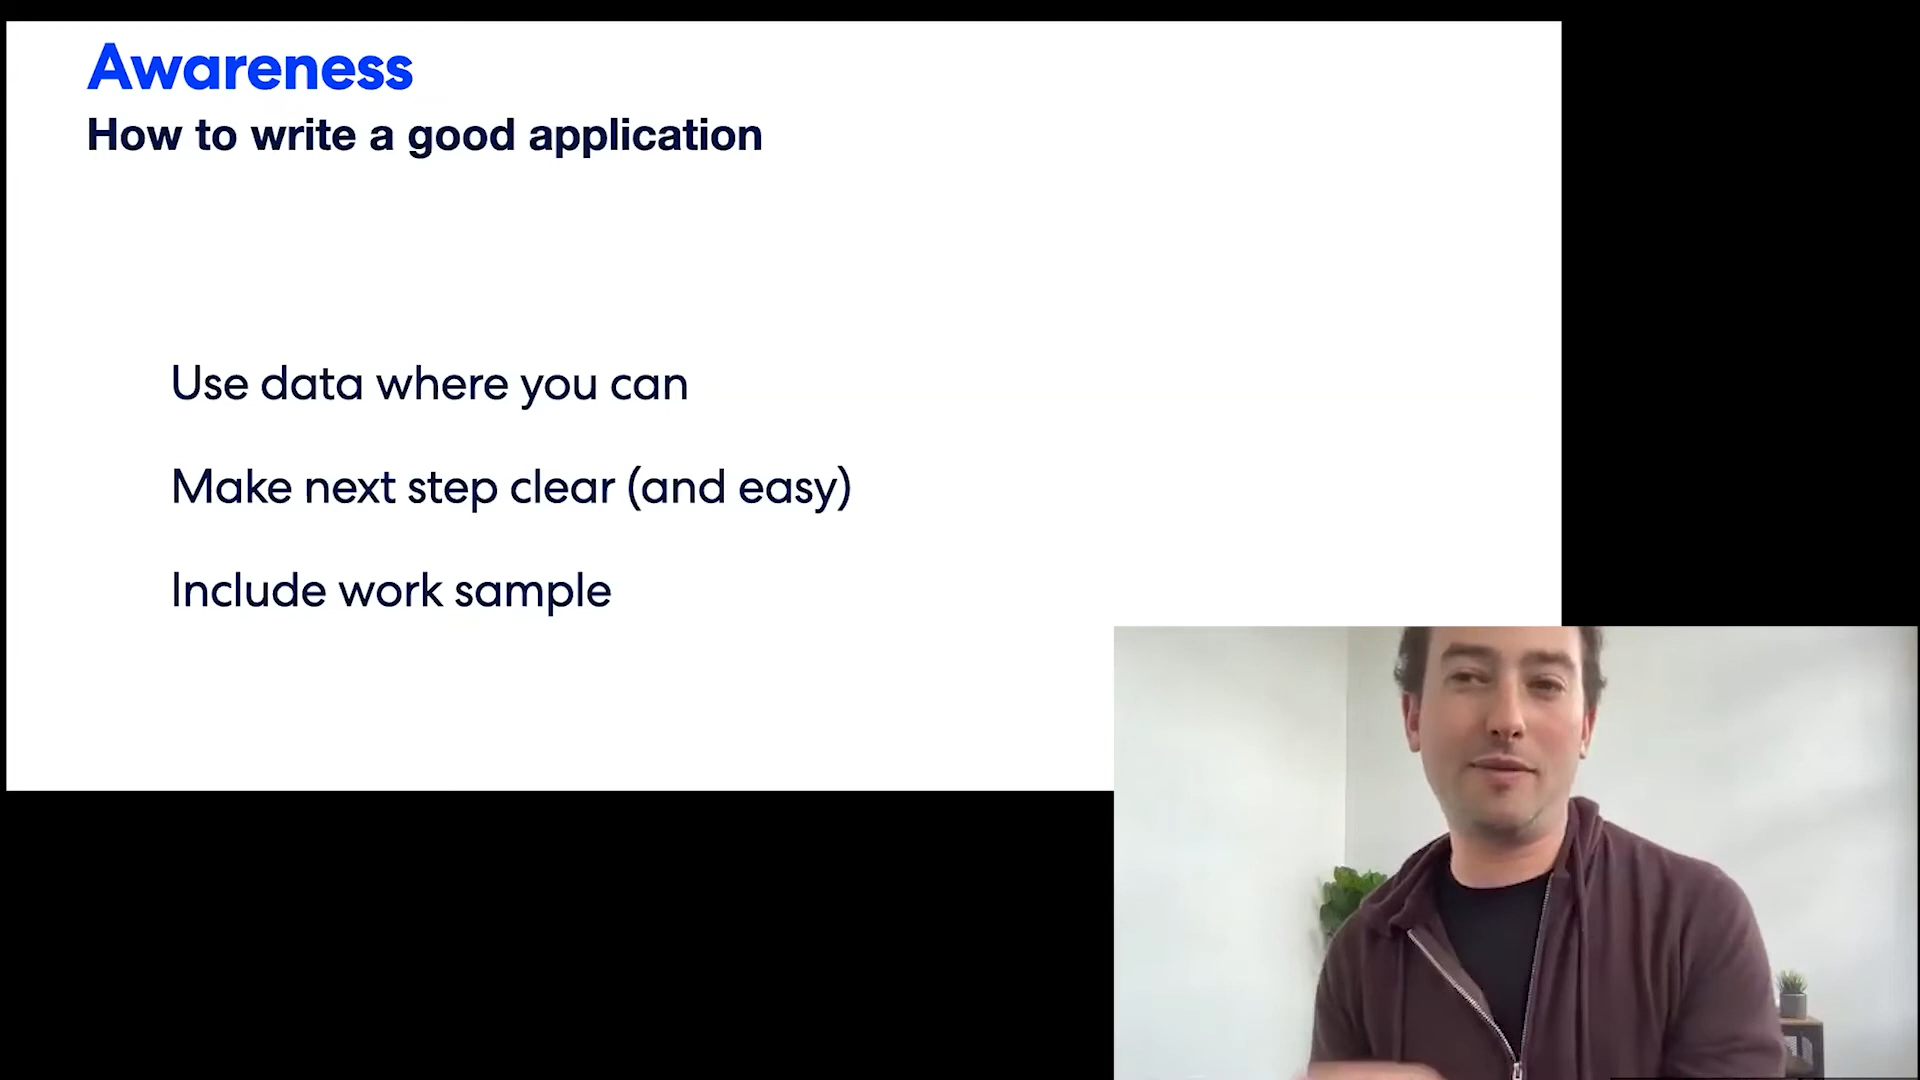 Awareness
How to write a good application
Use data where you can
Make next step clear (and easy)
Include work sample